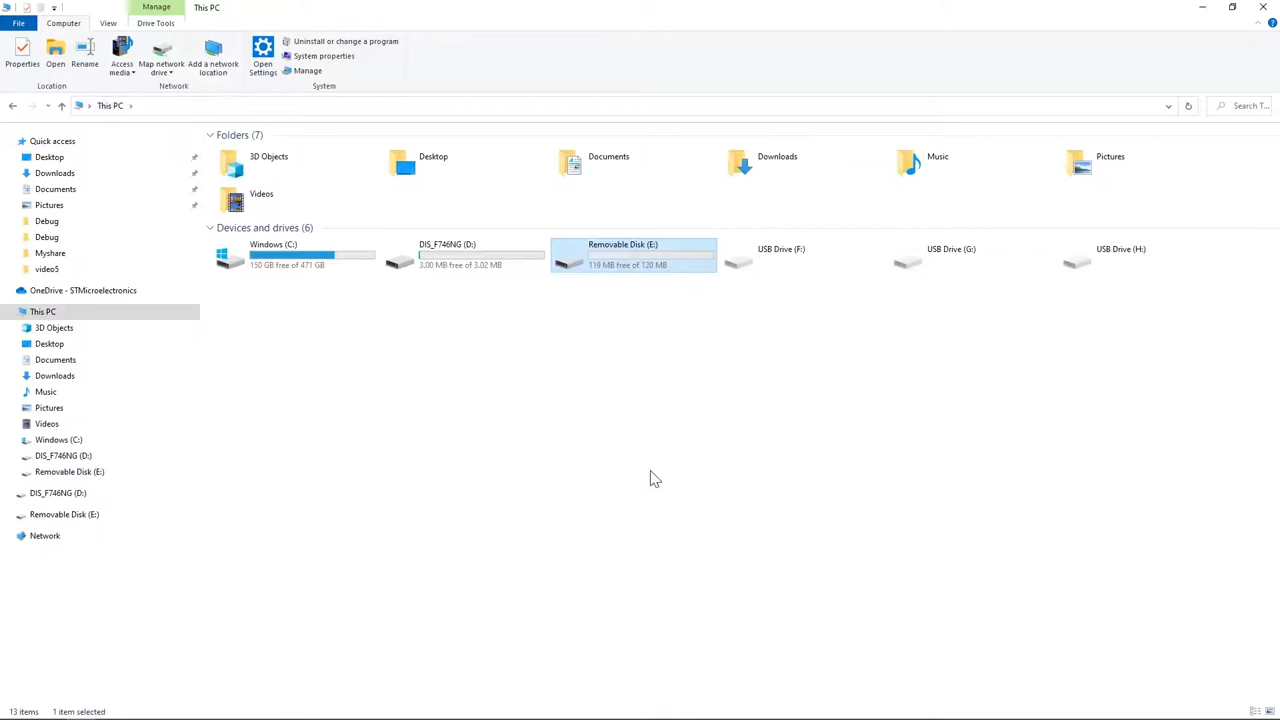 Manage This PC
File Computer View Drive Tools
Properties Open Rename Access media Map network drive Add a network location Open Settings
Uninstall or change a program
System properties
Manage
Location Network System
This PC Search T...
Quick access
Desktop
Downloads
Documents
Pictures
Debug
Debug
Myshare
video5
OneDrive - STMicroelectronics
This PC
3D Objects
Desktop
Documents
Downloads
Music
Pictures
Videos
Windows (C:)
DIS_F746NG (D:)
Removable Disk (E:)
DIS_F746NG (D:)
Removable Disk (E:)
Network
Folders (7)
3D Objects Desktop Documents Downloads Music Pictures
Videos
Devices and drives (6)
Windows (C:) DIS_F746NG (D:) Removable Disk (E:) USB Drive (F:) USB Drive (G:) USB Drive (H:)
150 GB free of 471 GB 3.00 MB free of 3.02 MB 119 MB free of 120 MB
13 items 1 item selected